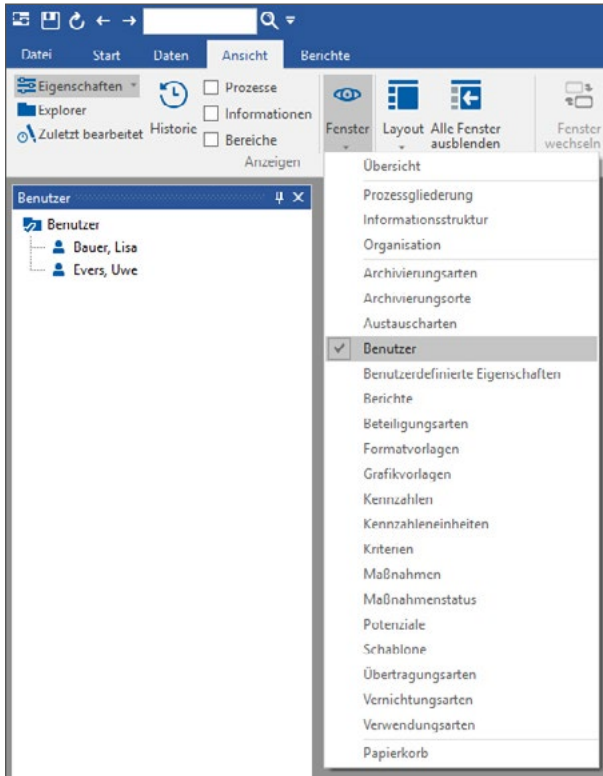 Datei Start Daten Ansicht Berichte
Eigenschaften
Explorer
Zuletzt bearbeitet
Historie
Prozesse
Informationen
Bereiche
Anzeigen
Fenster
Layout
Alle Fenster
ausblenden
Fenster
wechseln
Benutzer
Benutzer
Bauer, Lisa
Evers, Uwe
Übersicht
Prozessgliederung
Informationsstruktur
Organisation
Archivierungsarten
Archivierungsorte
Austauscharten
Benutzer
Benutzerdefinierte Eigenschaften
Berichte
Beteiligungsarten
Formatvorlagen
Grafikvorlagen
Kennzahlen
Kennzahleneinheiten
Kriterien
Maßnahmen
Maßnahmenstatus
Potenziale
Schablone
Übertragungsarten
Vernichtungsarten
Verwendungsarten
Papierkorb